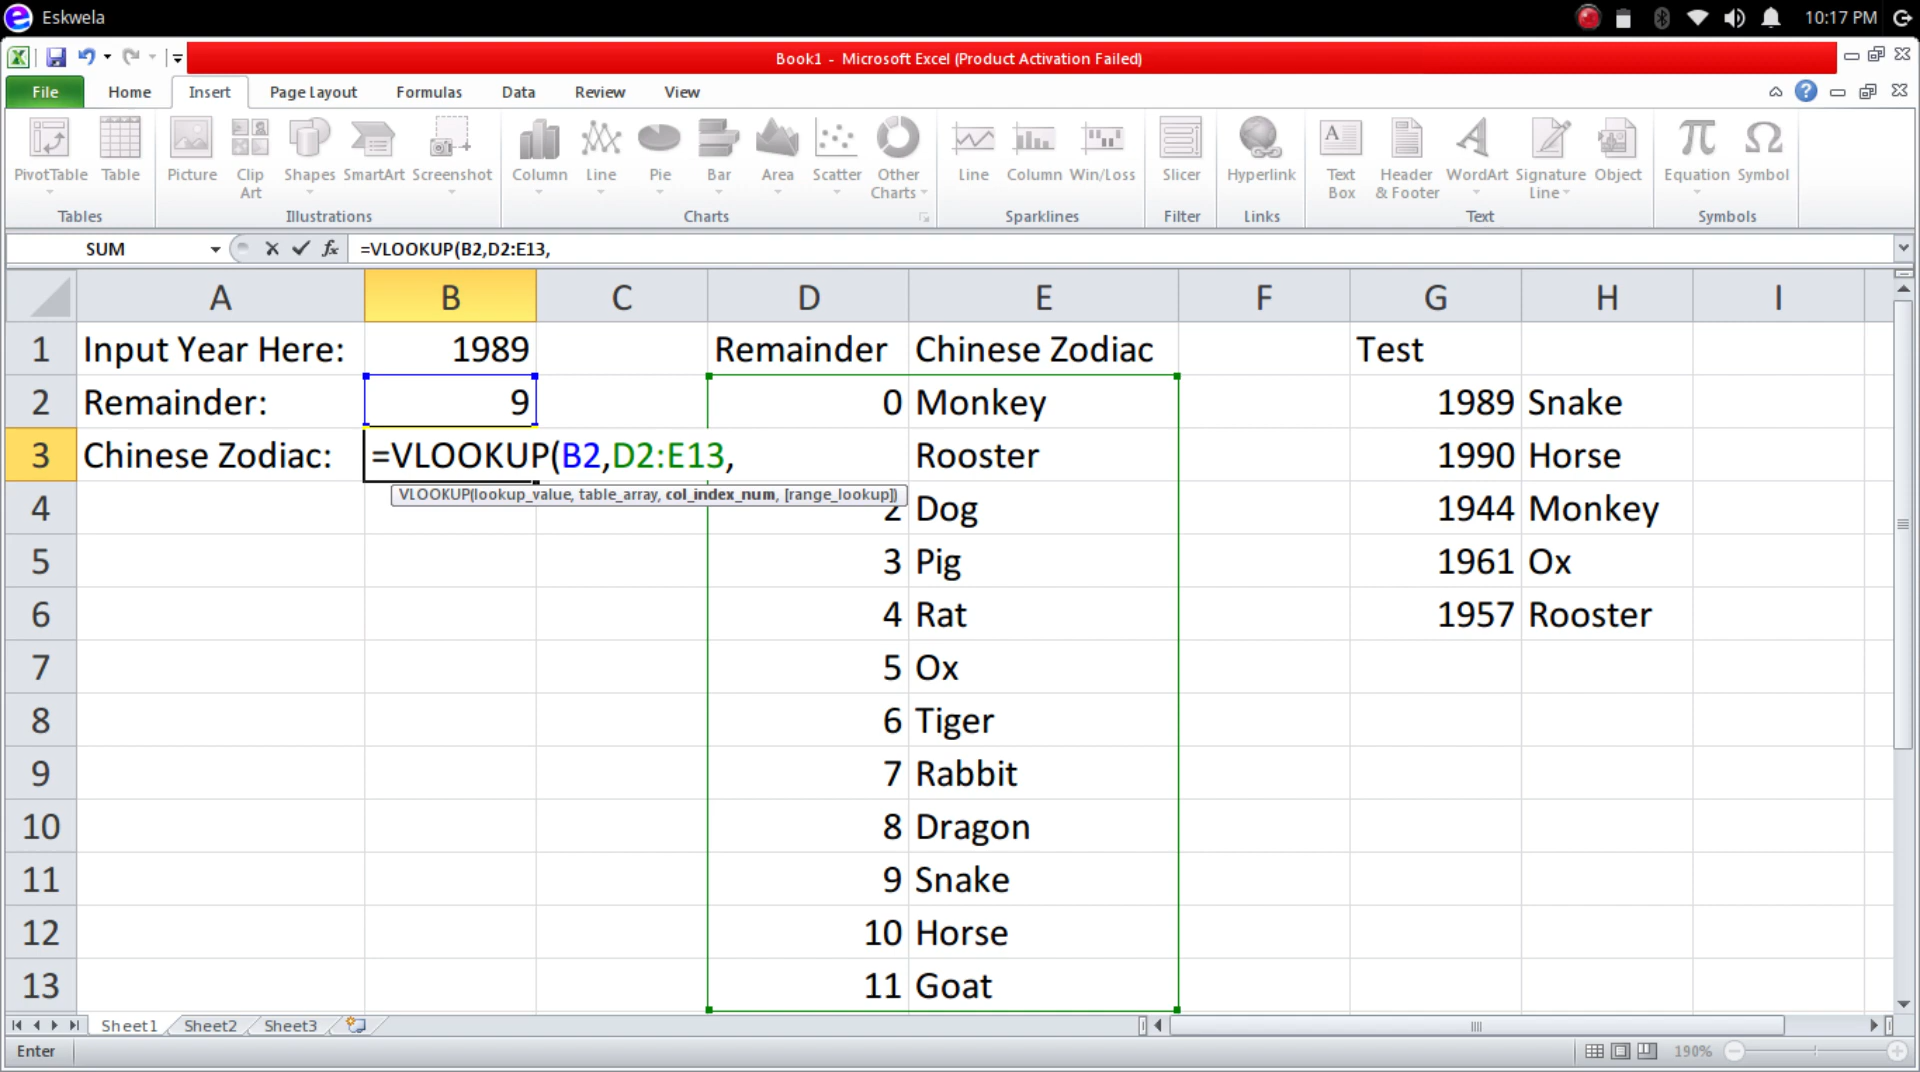 Eskwela
10:17 PM
Book1 - Microsoft Excel (Product Activation Failed)
File Home Insert Page Layout Formulas Data Review View
PivotTable Table Picture Clip Art Shapes SmartArt Screenshot Column Line Pie Bar Area Scatter Other Charts Line Column Win/Loss Slicer Hyperlink Text Box Header & Footer WordArt Signature Line Object Equation Symbol
Tables Illustrations Charts Sparklines Filter Links Text Symbols
SUM fx =VLOOKUP(B2,D2:E13,
A B C D E F G H I
1 Input Year Here: 1989 Remainder Chinese Zodiac Test
2 Remainder: 9 0 Monkey 1989 Snake
3 Chinese Zodiac: =VLOOKUP(B2,D2:E13, Rooster 1990 Horse
VLOOKUP(lookup_value, table_array, col_index_num, [range_lookup])
4 2 Dog 1944 Monkey
5 3 Pig 1961 Ox
6 4 Rat 1957 Rooster
7 5 Ox
8 6 Tiger
9 7 Rabbit
10 8 Dragon
11 9 Snake
12 10 Horse
13 11 Goat
Sheet1 Sheet2 Sheet3
Enter 190%